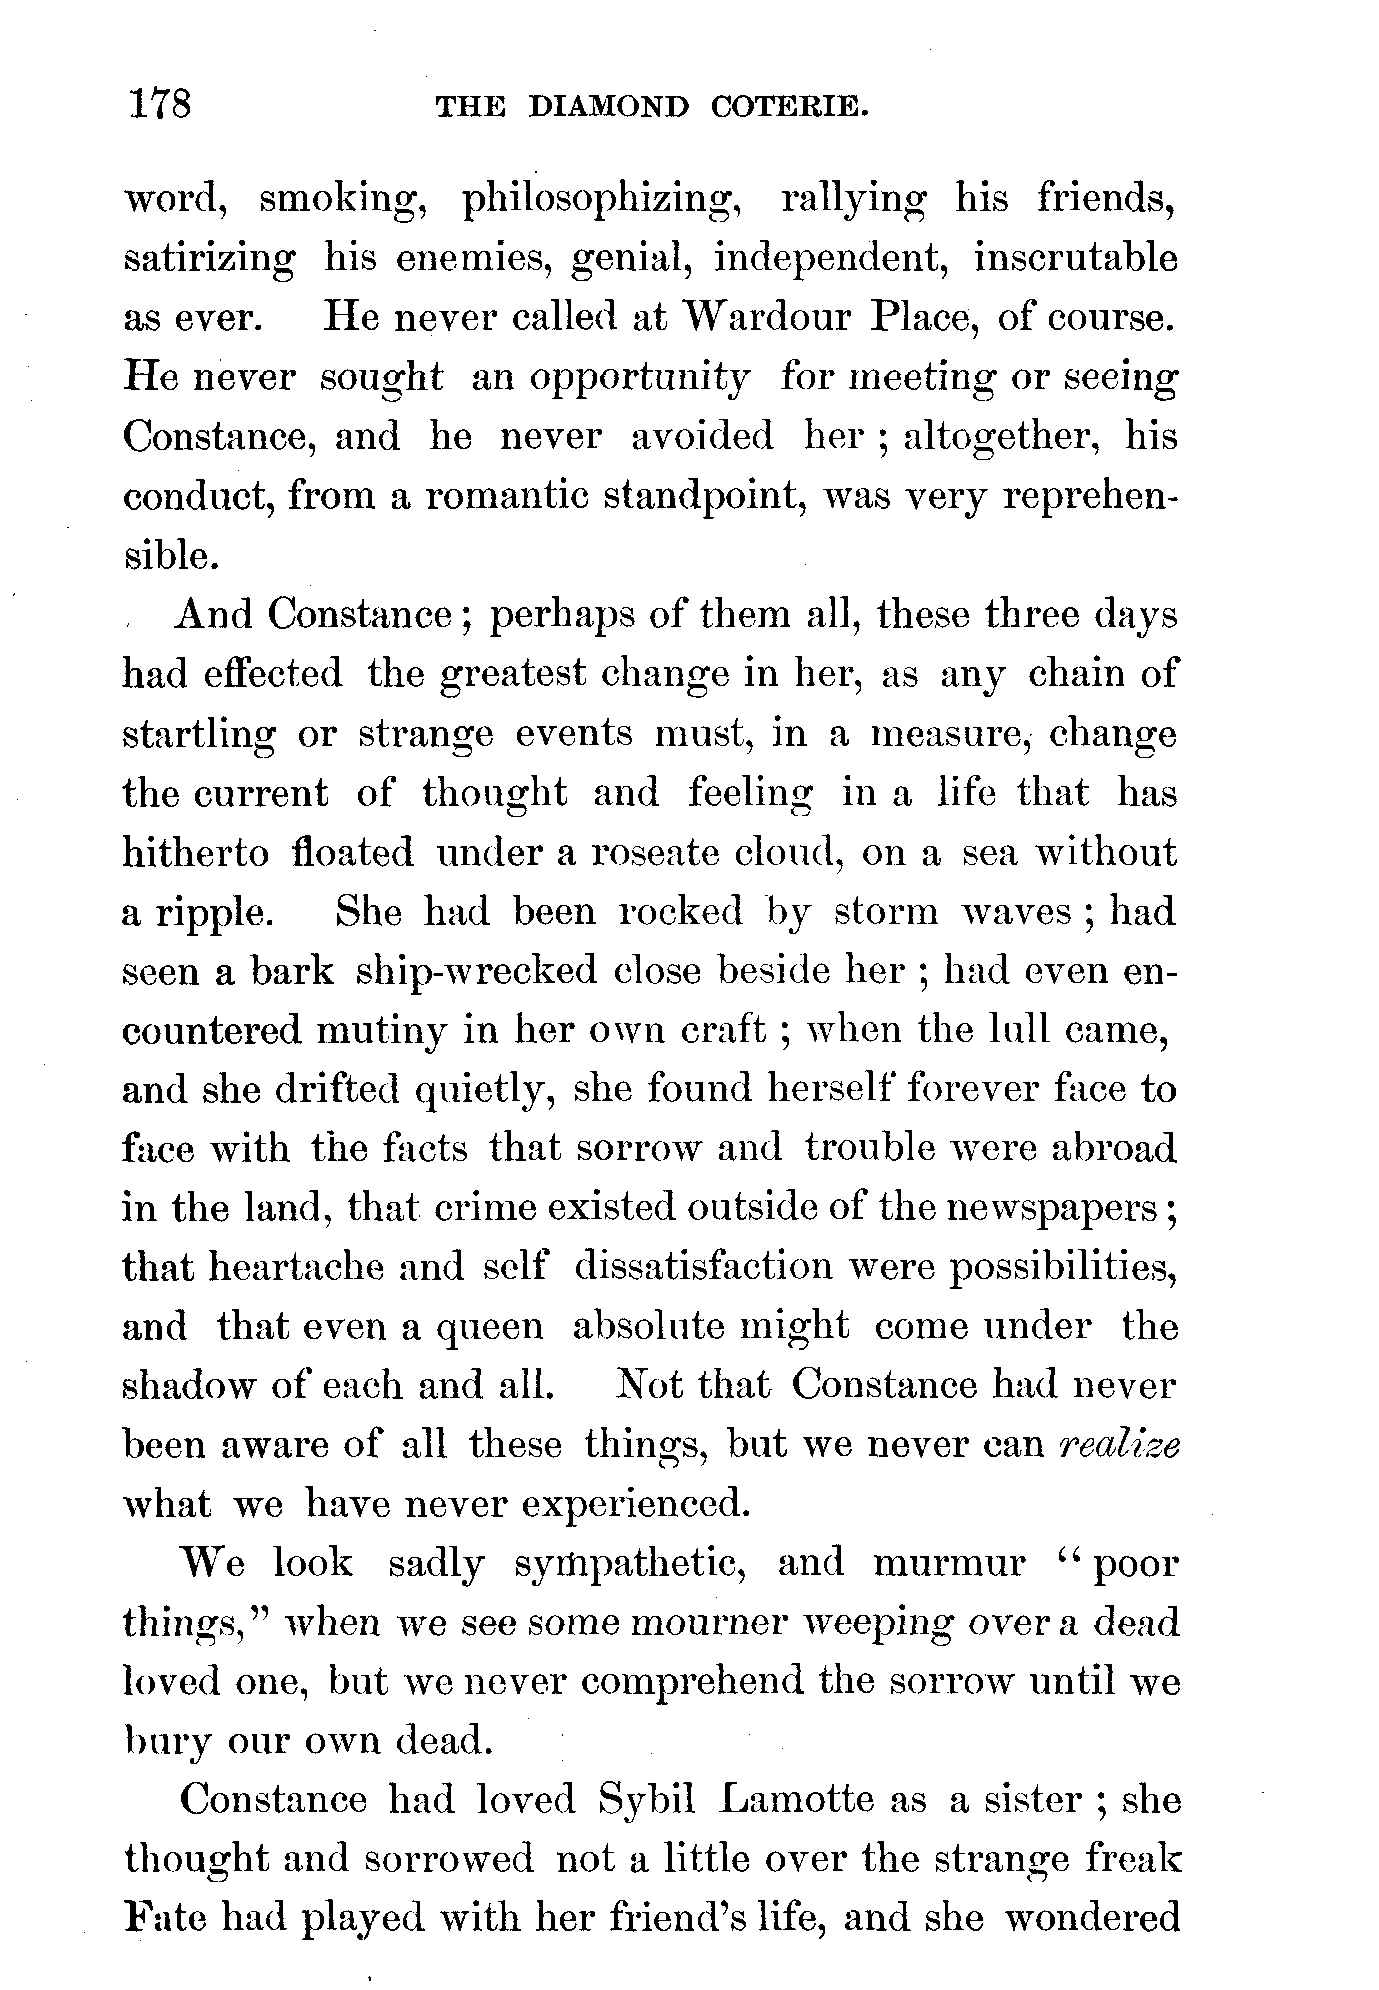 178 THE DIAMOND COTERIE.
word, smoking, philosophizing, rallying his friends,
satirizing his enemies, genial, independent, inscrutable
as ever. He never called at Wardour Place, of course.
He never sought an opportunity for meeting or seeing
Constance, and he never avoided her ; altogether, his
conduct, from a romantic standpoint, was very reprehen-
sible.
And Constance ; perhaps of them all, these three days
had effected the greatest change in her, as any chain of
startling or strange events must, in a measure, change
the current of thought and feeling in a life that has
hitherto floated under a roseate cloud, on a sea without
a ripple. She had been rocked by storm waves ; had
seen a bark ship-wrecked close beside her ; had even en-
countered mutiny in her own craft ; when the lull came,
and she drifted quietly, she found herself forever face to
face with the facts that sorrow and trouble were abroad
in the land, that crime existed outside of the newspapers ;
that heartache and self dissatisfaction were possibilities,
and that even a queen absolute might come under the
shadow of each and all. Not that Constance had never
been aware of all these things, but we never can realize
what we have never experienced.
We look sadly sympathetic, and murmur “ poor
things,” when we see some mourner weeping over a dead
loved one, but we never comprehend the sorrow until we
bury our own dead.
Constance had loved Sybil Lamotte as a sister ; she
thought and sorrowed not a little over the strange freak
Fate had played with her friend’s life, and she wondered